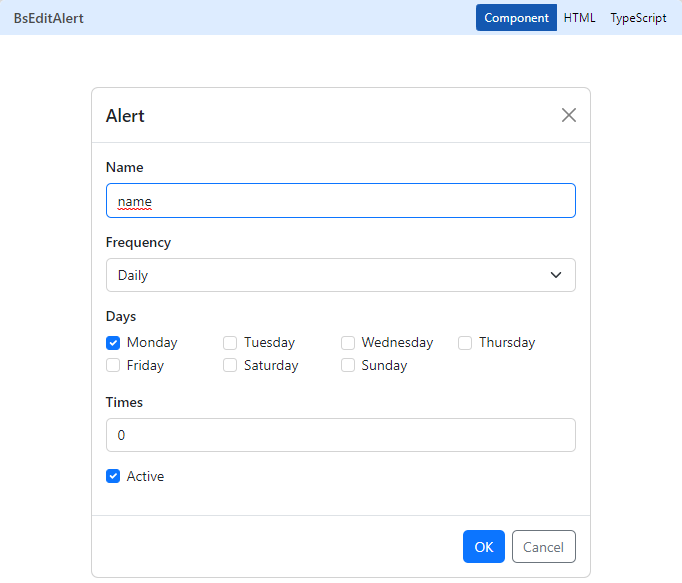 BsEditAlert Component HTML TypeScript
Alert
Name
name
Frequency
Daily
Days
Monday Tuesday Wednesday Thursday
Friday Saturday Sunday
Times
0
Active
OK Cancel